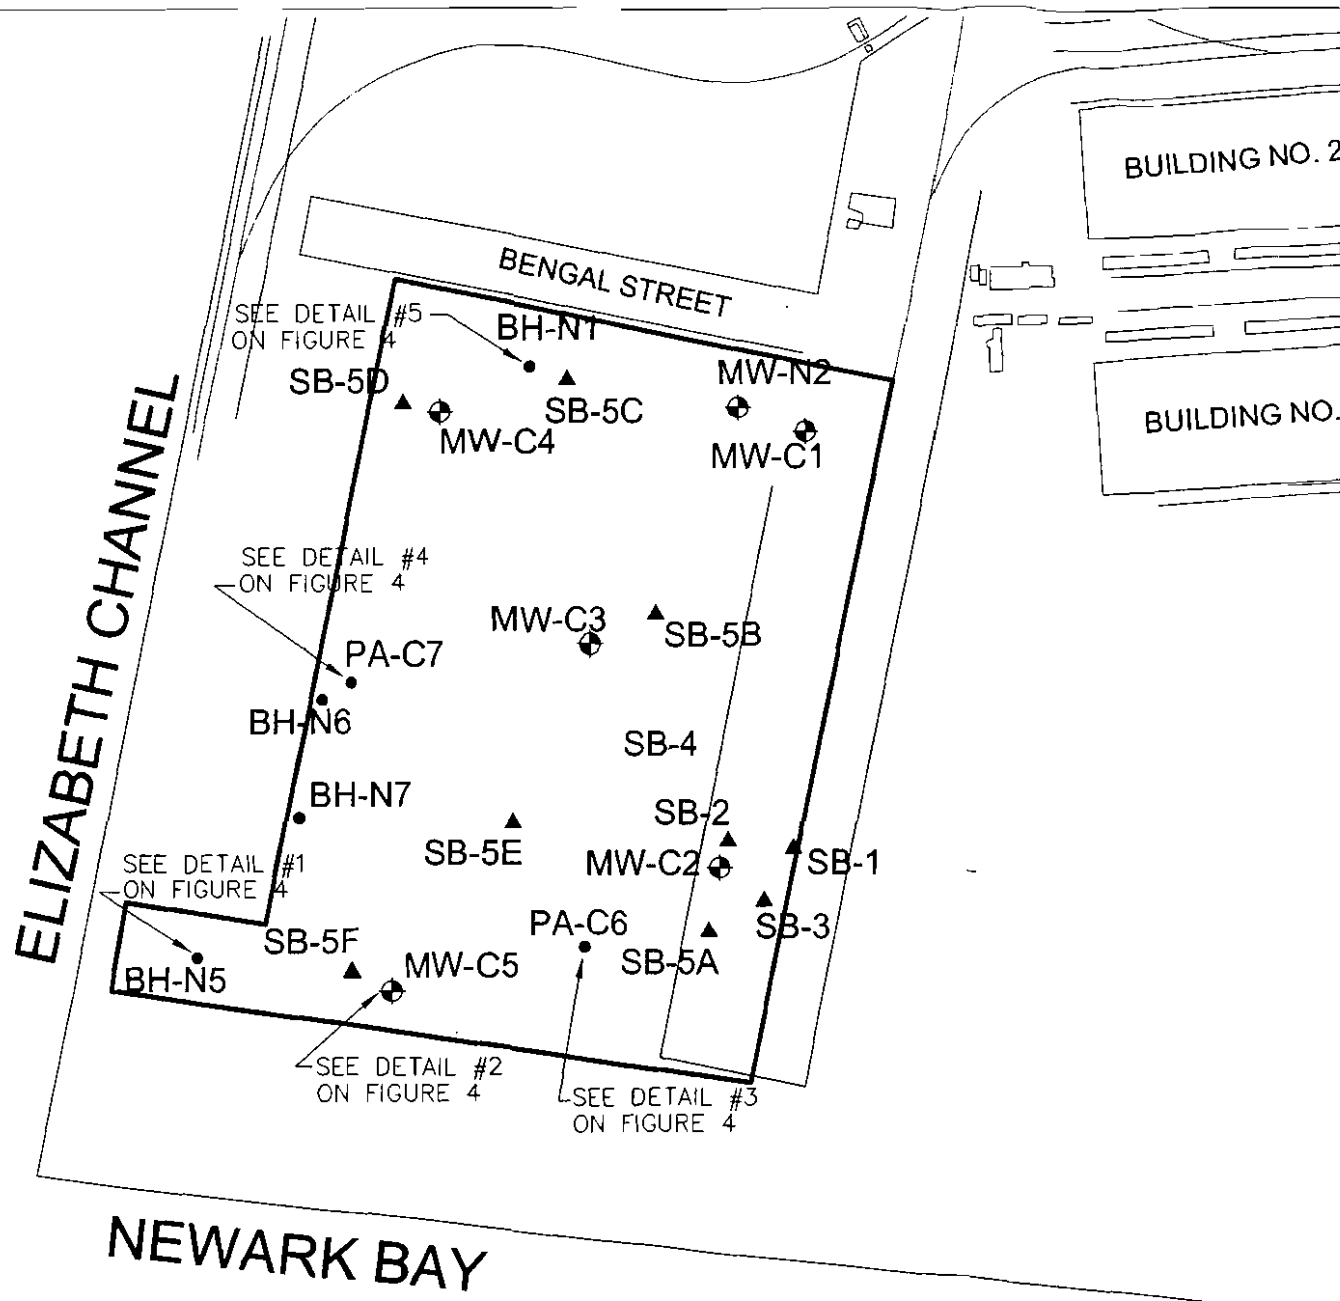 BUILDING NO. 2
BENGAL STREET
SEE DETAIL #5
ON FIGURE 4
BH-N1
SB-5D
MW-N2
SB-5C
MW-C4
MW-C1
BUILDING NO.
ELIZABETH CHANNEL
SEE DETAIL #4
ON FIGURE 4
MW-C3
SB-5B
PA-C7
BH-N6
SB-4
BH-N7
SB-2
SB-5E
MW-C2
SB-1
SEE DETAIL #1
ON FIGURE 4
PA-C6
SB-3
SB-5F
SB-5A
MW-C5
BH-N5
SEE DETAIL #2
ON FIGURE 4
SEE DETAIL #3
ON FIGURE 4
NEWARK BAY